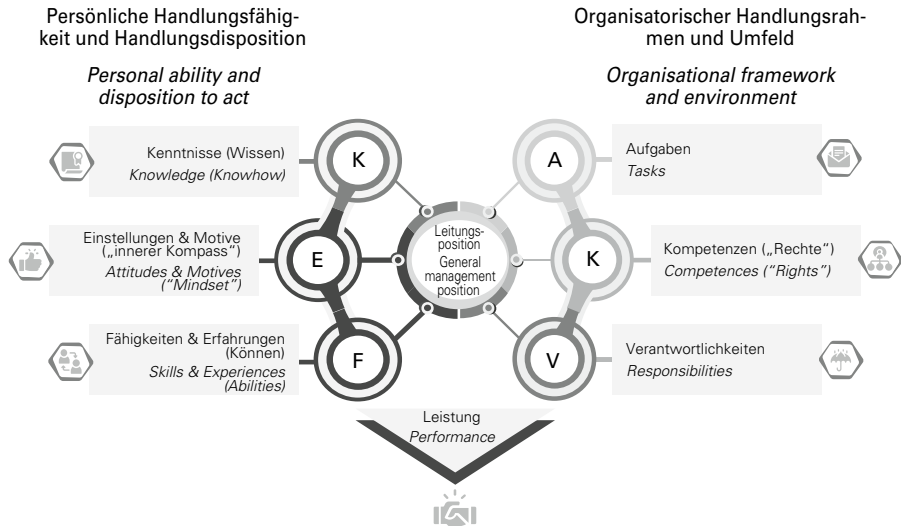 Persönliche Handlungsfähig-
keit und Handlungsdisposition
Personal ability and
disposition to act
Organisatorischer Handlungsrah-
men und Umfeld
Organisational framework
and environment
Kenntnisse (Wissen)
Knowledge (Knowhow)
K
Einstellungen & Motive
(„innerer Kompass“)
Attitudes & Motives
("Mindset")
E
Fähigkeiten & Erfahrungen
(Können)
Skills & Experiences
(Abilities)
F
Leitungs-
position
General
management
position
A
Aufgaben
Tasks
K
Kompetenzen („Rechte“)
Competences ("Rights")
V
Verantwortlichkeiten
Responsibilities
Leistung
Performance